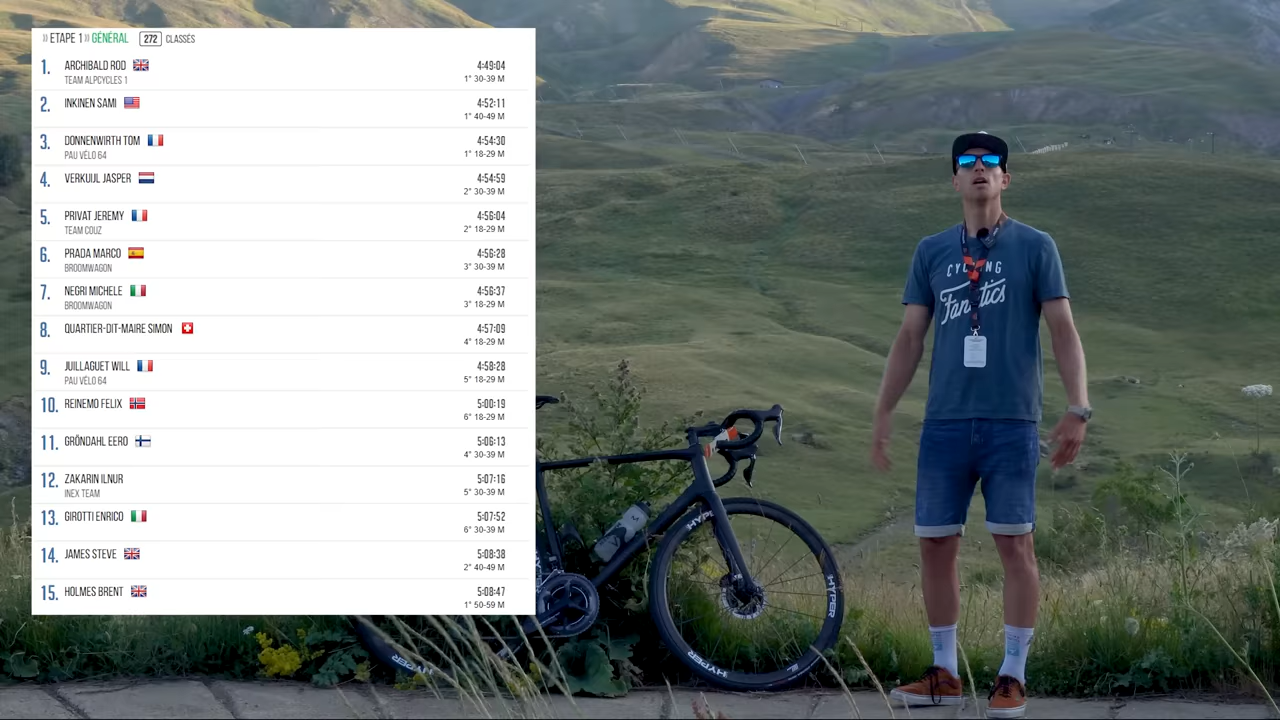 » ETAPE 1 » GÉNÉRAL 272 CLASSÉS
1. ARCHIBALD ROD 4:49:04
TEAM ALPCYCLES 1 1° 30-39 M
2. INKINEN SAMI 4:52:11
1° 40-49 M
3. DONNENWIRTH TOM 4:54:30
PAU VÉLO 64 1° 18-29 M
4. VERKUIJL JASPER 4:54:59
2° 30-39 M
5. PRIVAT JEREMY 4:56:04
TEAM COUZ 2° 18-29 M
6. PRADA MARCO 4:56:28
BROOMWAGON 3° 30-39 M
7. NEGRI MICHELE 4:56:37
BROOMWAGON 3° 18-29 M
8. QUARTIER-DIT-MAIRE SIMON 4:57:09
4° 18-29 M
9. JUILLAGUET WILL 4:58:28
PAU VÉLO 64 5° 18-29 M
10. REINEMO FELIX 5:00:19
6° 18-29 M
11. GRÖNDAHL EERO 5:06:13
4° 30-39 M
12. ZAKARIN ILNUR 5:07:16
INEX TEAM 5° 30-39 M
13. GIROTTI ENRICO 5:07:52
6° 30-39 M
14. JAMES STEVE 5:08:38
2° 40-49 M
15. HOLMES BRENT 5:08:47
1° 50-59 M
CYCLING
Fanatics
HYPER
HYPER
HYPER
HYPER